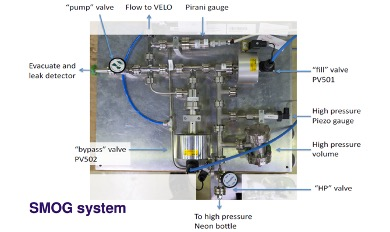 "pump" valve
Flow to VELO
Pirani gauge
Evacuate and
leak detector
"fill" valve
PV501
High pressure
Piezo gauge
High pressure
volume
"bypass" valve
PV502
"HP" valve
SMOG system
To high pressure
Neon bottle